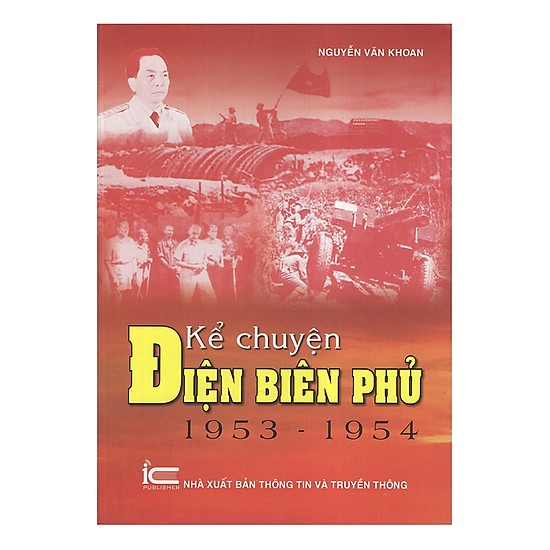 NGUYỄN VĂN KHOAN
Kể chuyện
ĐIỆN BIÊN PHỦ
1953 - 1954
ic
PUBLISHER
NHÀ XUẤT BẢN THÔNG TIN VÀ TRUYỀN THÔNG